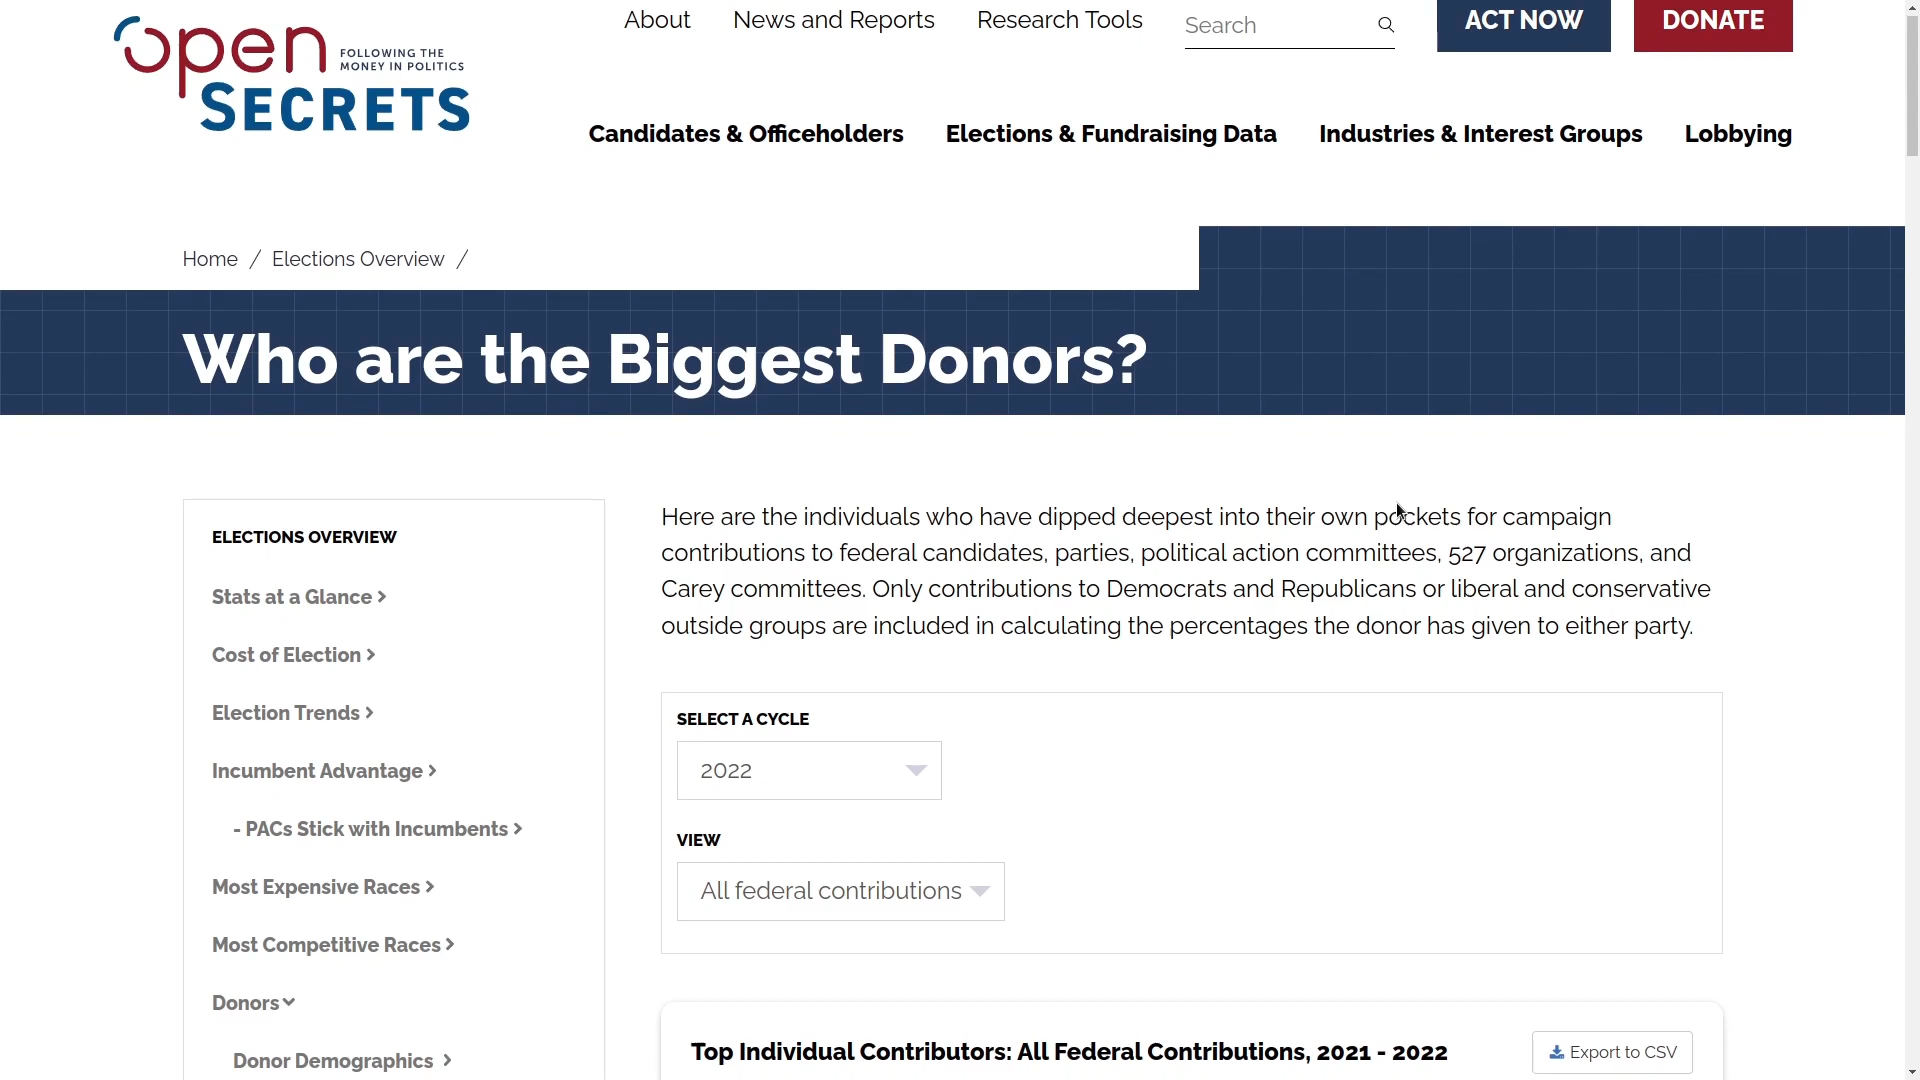 About News and Reports Research Tools Search ACT NOW DONATE
open
FOLLOWING THE
MONEY IN POLITICS
SECRETS
Candidates & Officeholders Elections & Fundraising Data Industries & Interest Groups Lobbying
Home / Elections Overview /
Who are the Biggest Donors?
ELECTIONS OVERVIEW
Stats at a Glance
Cost of Election
Election Trends
Incumbent Advantage
- PACs Stick with Incumbents
Most Expensive Races
Most Competitive Races
Donors
Donor Demographics
Here are the individuals who have dipped deepest into their own pockets for campaign
contributions to federal candidates, parties, political action committees, 527 organizations, and
Carey committees. Only contributions to Democrats and Republicans or liberal and conservative
outside groups are included in calculating the percentages the donor has given to either party.
SELECT A CYCLE
2022
VIEW
All federal contributions
Top Individual Contributors: All Federal Contributions, 2021 - 2022
Export to CSV